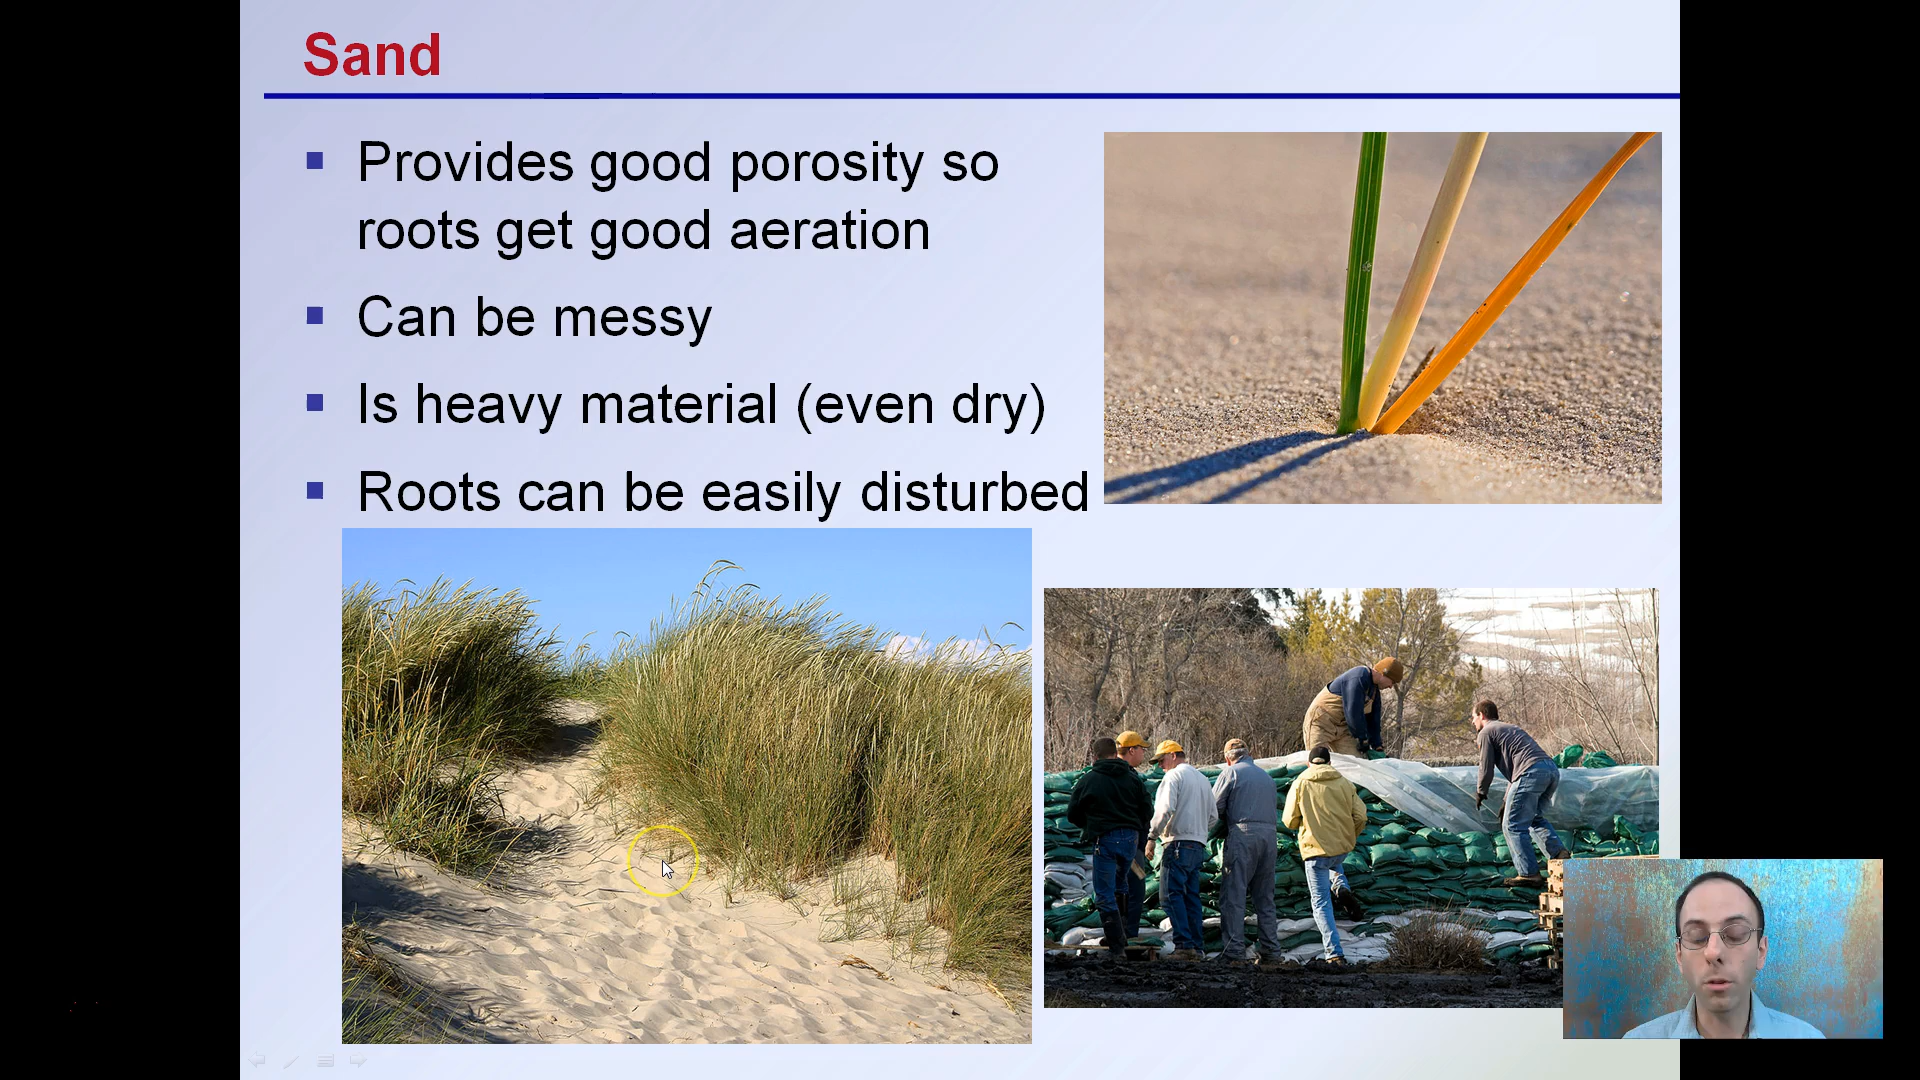 Sand
Provides good porosity so
roots get good aeration
Can be messy
Is heavy material (even dry)
Roots can be easily disturbed